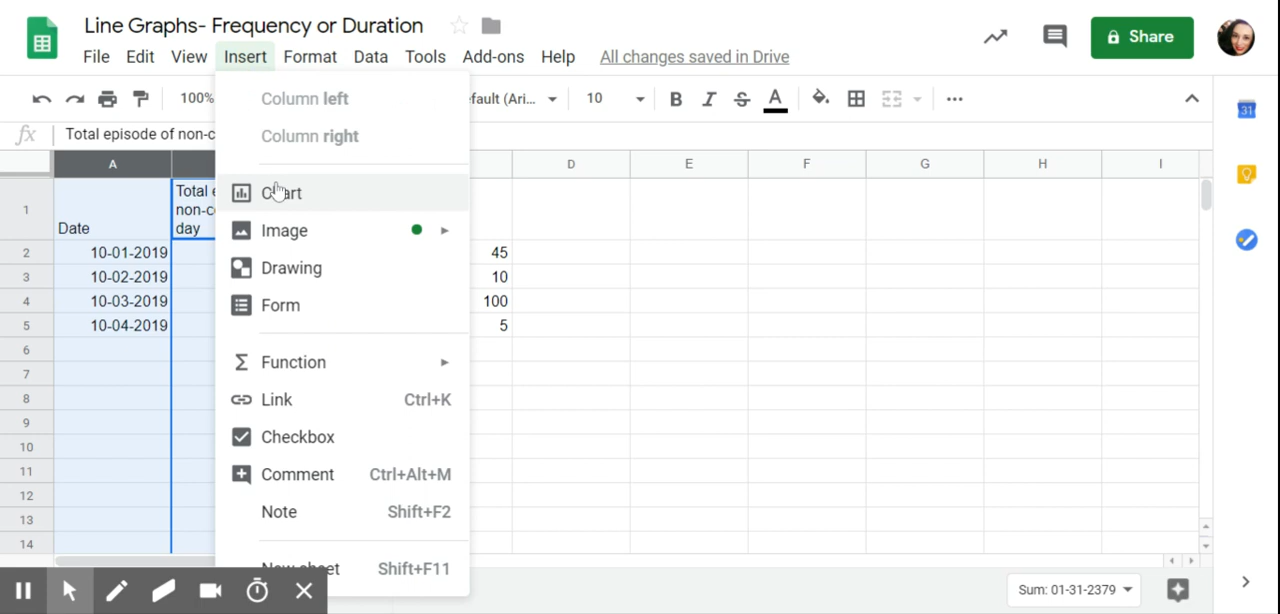 Line Graphs- Frequency or Duration
File Edit View Insert Format Data Tools Add-ons Help All changes saved in Drive
Share
100% fault (Ari... 10 B I S A ...
31
fx Total episode of non-c
Column left
Column right
Chart
Image
Drawing
Form
Function
Link Ctrl+K
Checkbox
Comment Ctrl+Alt+M
Note Shift+F2
New sheet Shift+F11
A D E F G H I
1 Date Total e
non-c
day
2 10-01-2019 45
3 10-02-2019 10
4 10-03-2019 100
5 10-04-2019 5
6
7
8
9
10
11
12
13
14
Sum: 01-31-2379